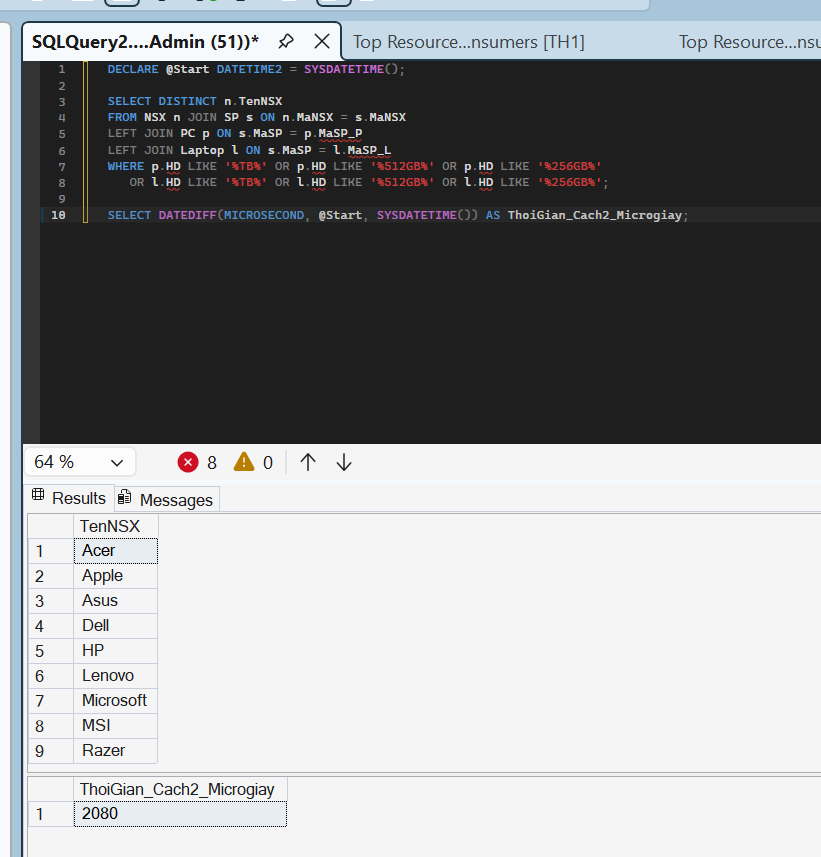 SQLQuery2....Admin (51))* Top Resource...nsumers [TH1] Top Resource...nsu
1 DECLARE @Start DATETIME2 = SYSDATETIME();
2
3 SELECT DISTINCT n.TenNSX
4 FROM NSX n JOIN SP s ON n.MaNSX = s.MaNSX
5 LEFT JOIN PC p ON s.MaSP = p.MaSP_P
6 LEFT JOIN Laptop l ON s.MaSP = l.MaSP_L
7 WHERE p.HD LIKE '%TB%' OR p.HD LIKE '%512GB%' OR p.HD LIKE '%256GB%'
8 OR l.HD LIKE '%TB%' OR l.HD LIKE '%512GB%' OR l.HD LIKE '%256GB%';
9
10 SELECT DATEDIFF(MICROSECOND, @Start, SYSDATETIME()) AS ThoiGian_Cach2_Microgiay;
64 % 8 0
Results Messages
TenNSX
1 Acer
2 Apple
3 Asus
4 Dell
5 HP
6 Lenovo
7 Microsoft
8 MSI
9 Razer
ThoiGian_Cach2_Microgiay
1 2080